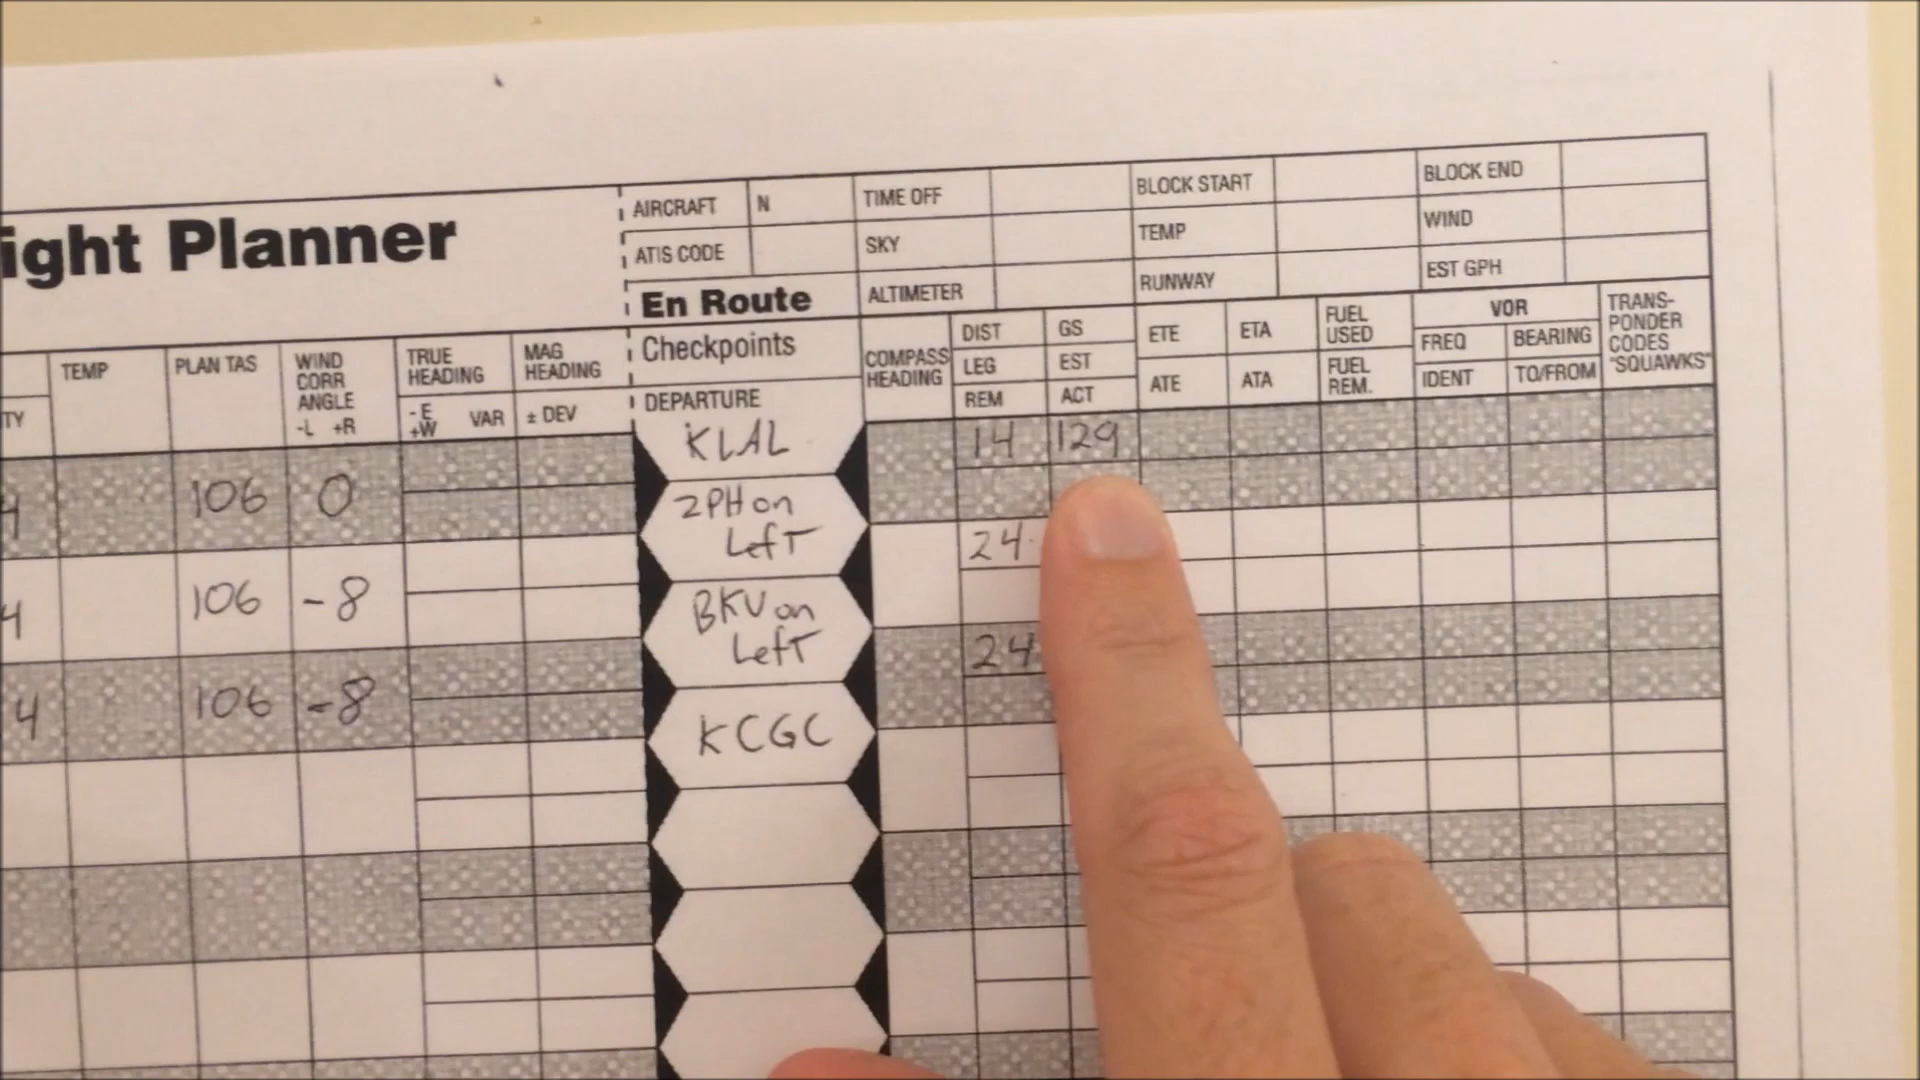 ight Planner
AIRCRAFT N TIME OFF BLOCK START BLOCK END
ATIS CODE SKY TEMP WIND
En Route ALTIMETER RUNWAY EST GPH
TEMP
PLAN TAS
WIND
CORR
ANGLE
-L +R
TRUE
HEADING
- E
+W VAR
MAG
HEADING
± DEV
Checkpoints
DEPARTURE
COMPASS
HEADING
DIST
LEG
REM
GS
EST
ACT
ETE
ATE
ETA
ATA
FUEL
USED
FUEL
REM.
VOR
FREQ BEARING
IDENT TO/FROM
TRANS-
PONDER
CODES
"SQUAWKS"
TY
KLAL 14 129
4 106 0
ZPH on
Left
24
4 106 -8
BKV on
Left
24
4 106 -8
KCGC